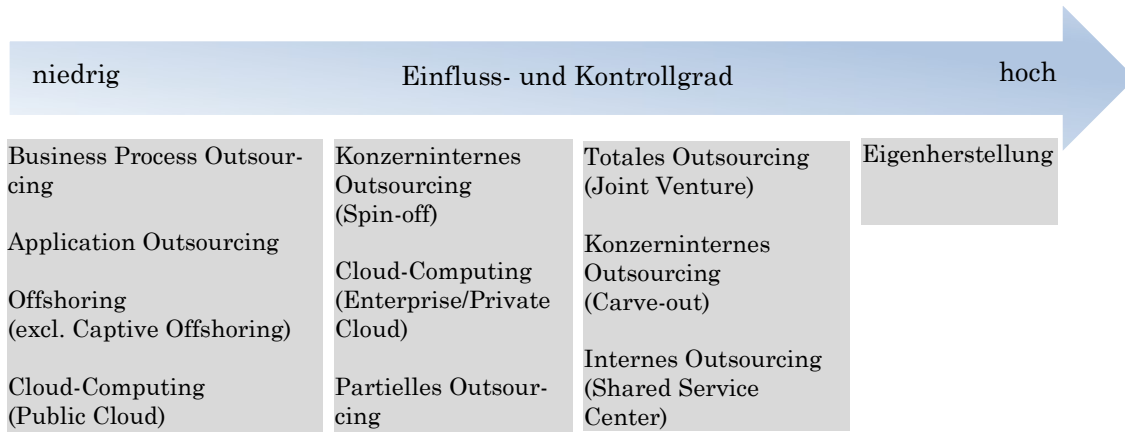 niedrig Einfluss- und Kontrollgrad hoch
Business Process Outsour-
cing
Application Outsourcing
Offshoring
(excl. Captive Offshoring)
Cloud-Computing
(Public Cloud)
Konzerninternes
Outsourcing
(Spin-off)
Cloud-Computing
(Enterprise/Private
Cloud)
Partielles Outsour-
cing
Totales Outsourcing
(Joint Venture)
Konzerninternes
Outsourcing
(Carve-out)
Internes Outsourcing
(Shared Service
Center)
Eigenherstellung